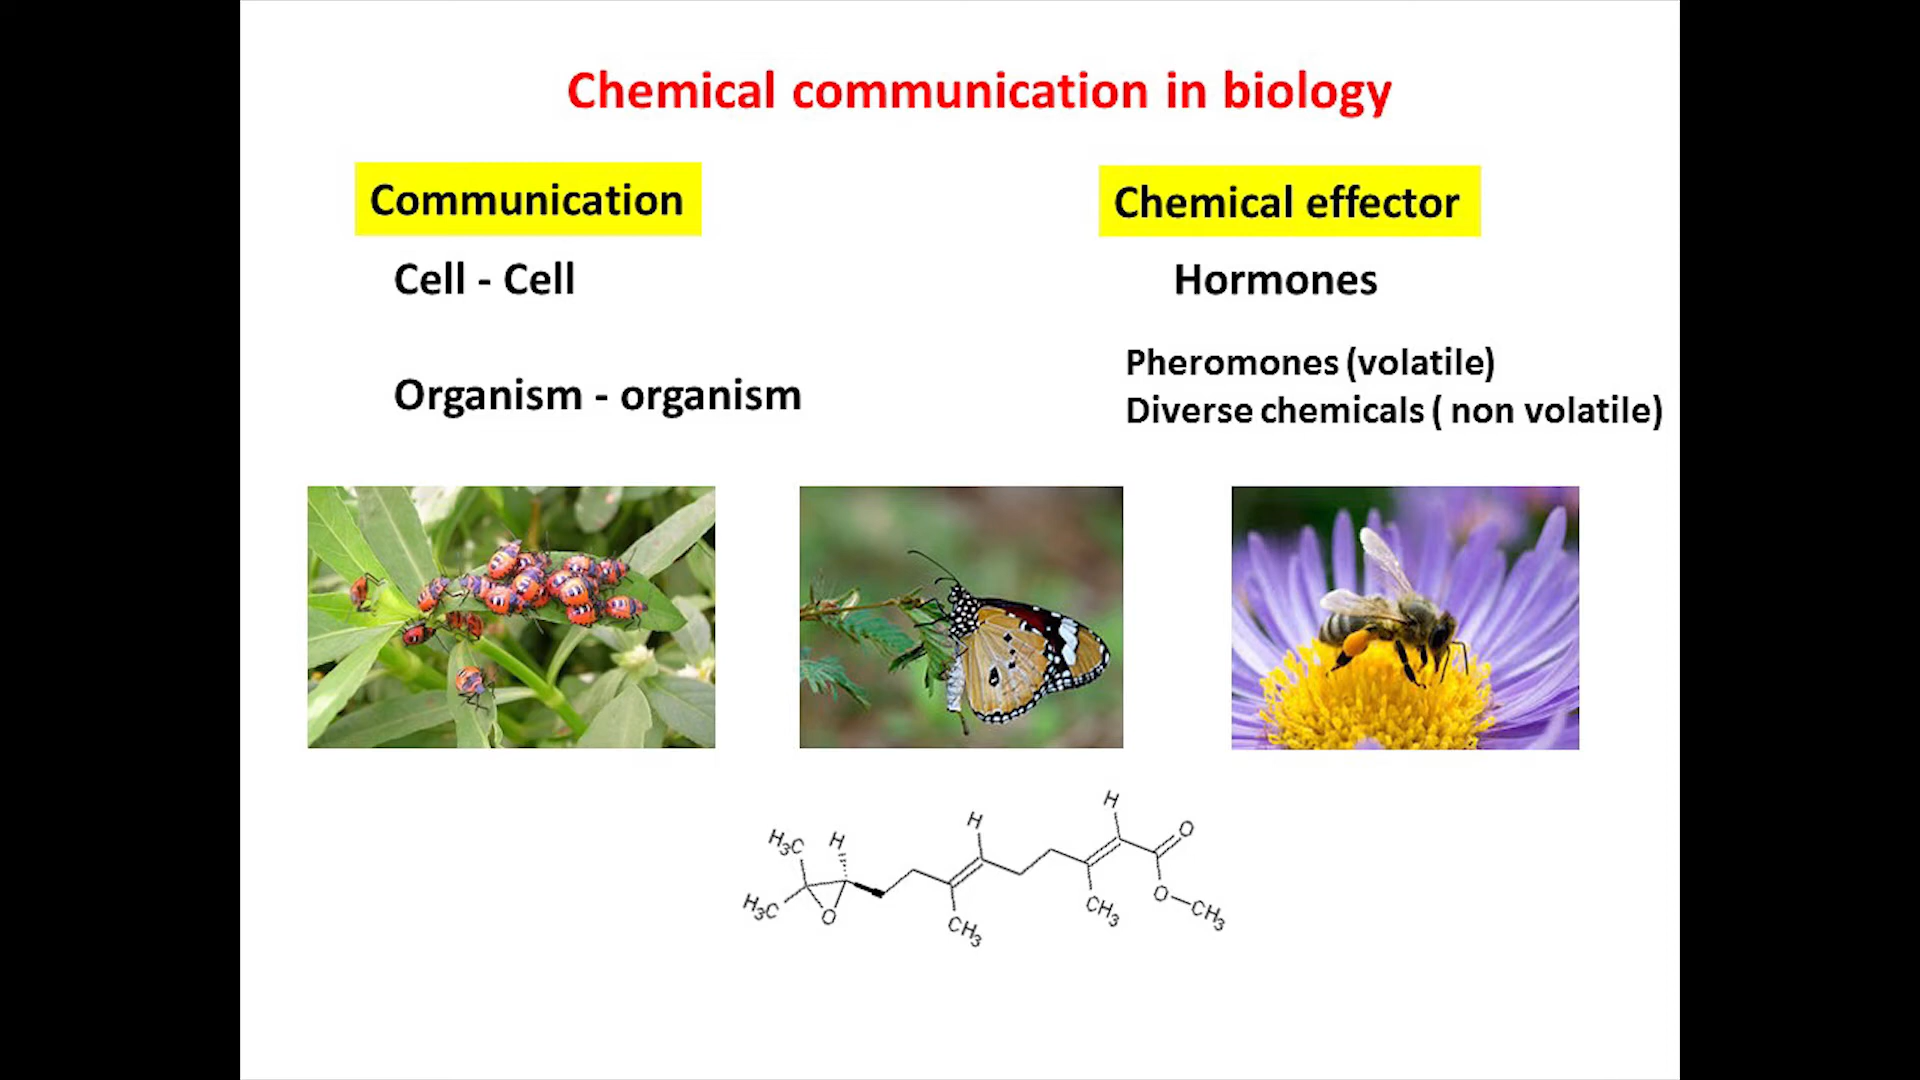 Chemical communication in biology
Communication
Chemical effector
Cell - Cell
Hormones
Organism - organism
Pheromones (volatile)
Diverse chemicals ( non volatile)
H
H
O
H₃C
H
H₃C
O
CH₃
CH₃
O
CH₃